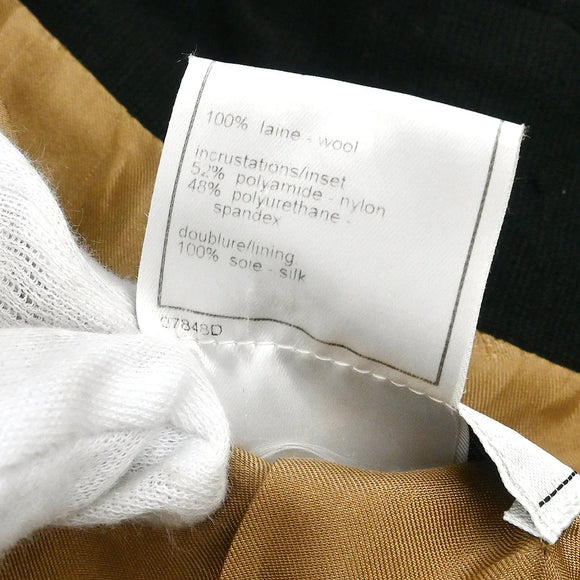 100% laine - wool
incrustations/inset
52% polyamide - nylon
48% polyurethane -
spandex
doublure/lining
100% soie - silk
07848D